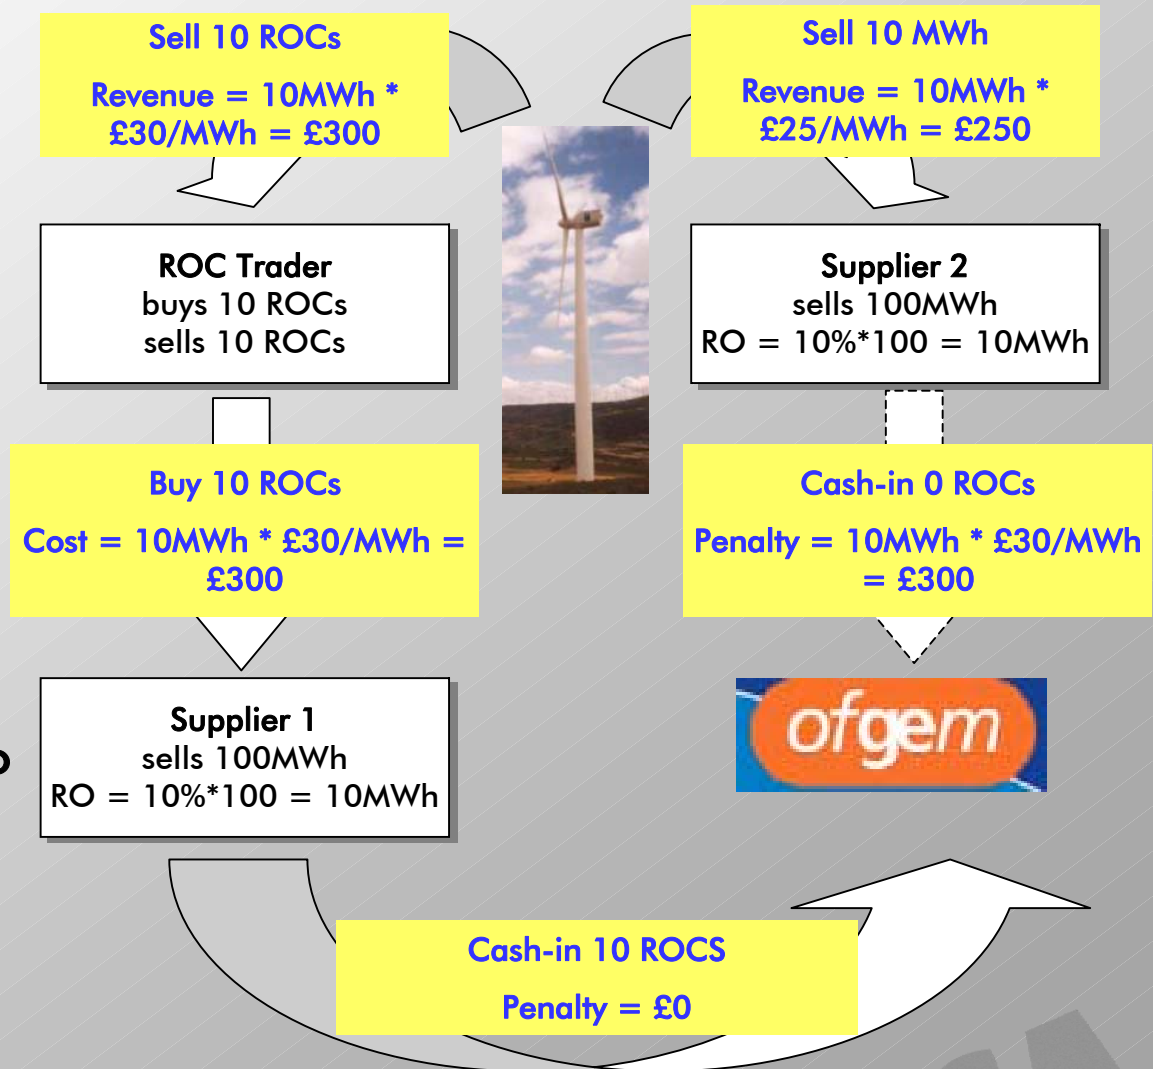 Sell 10 ROCs
Revenue = 10MWh *
£30/MWh = £300
Sell 10 MWh
Revenue = 10MWh *
£25/MWh = £250
ROC Trader
buys 10 ROCs
sells 10 ROCs
Supplier 2
sells 100MWh
RO = 10%*100 = 10MWh
Buy 10 ROCs
Cost = 10MWh * £30/MWh =
£300
Cash-in 0 ROCs
Penalty = 10MWh * £30/MWh
= £300
Supplier 1
sells 100MWh
RO = 10%*100 = 10MWh
ofgem
Cash-in 10 ROCS
Penalty = £0